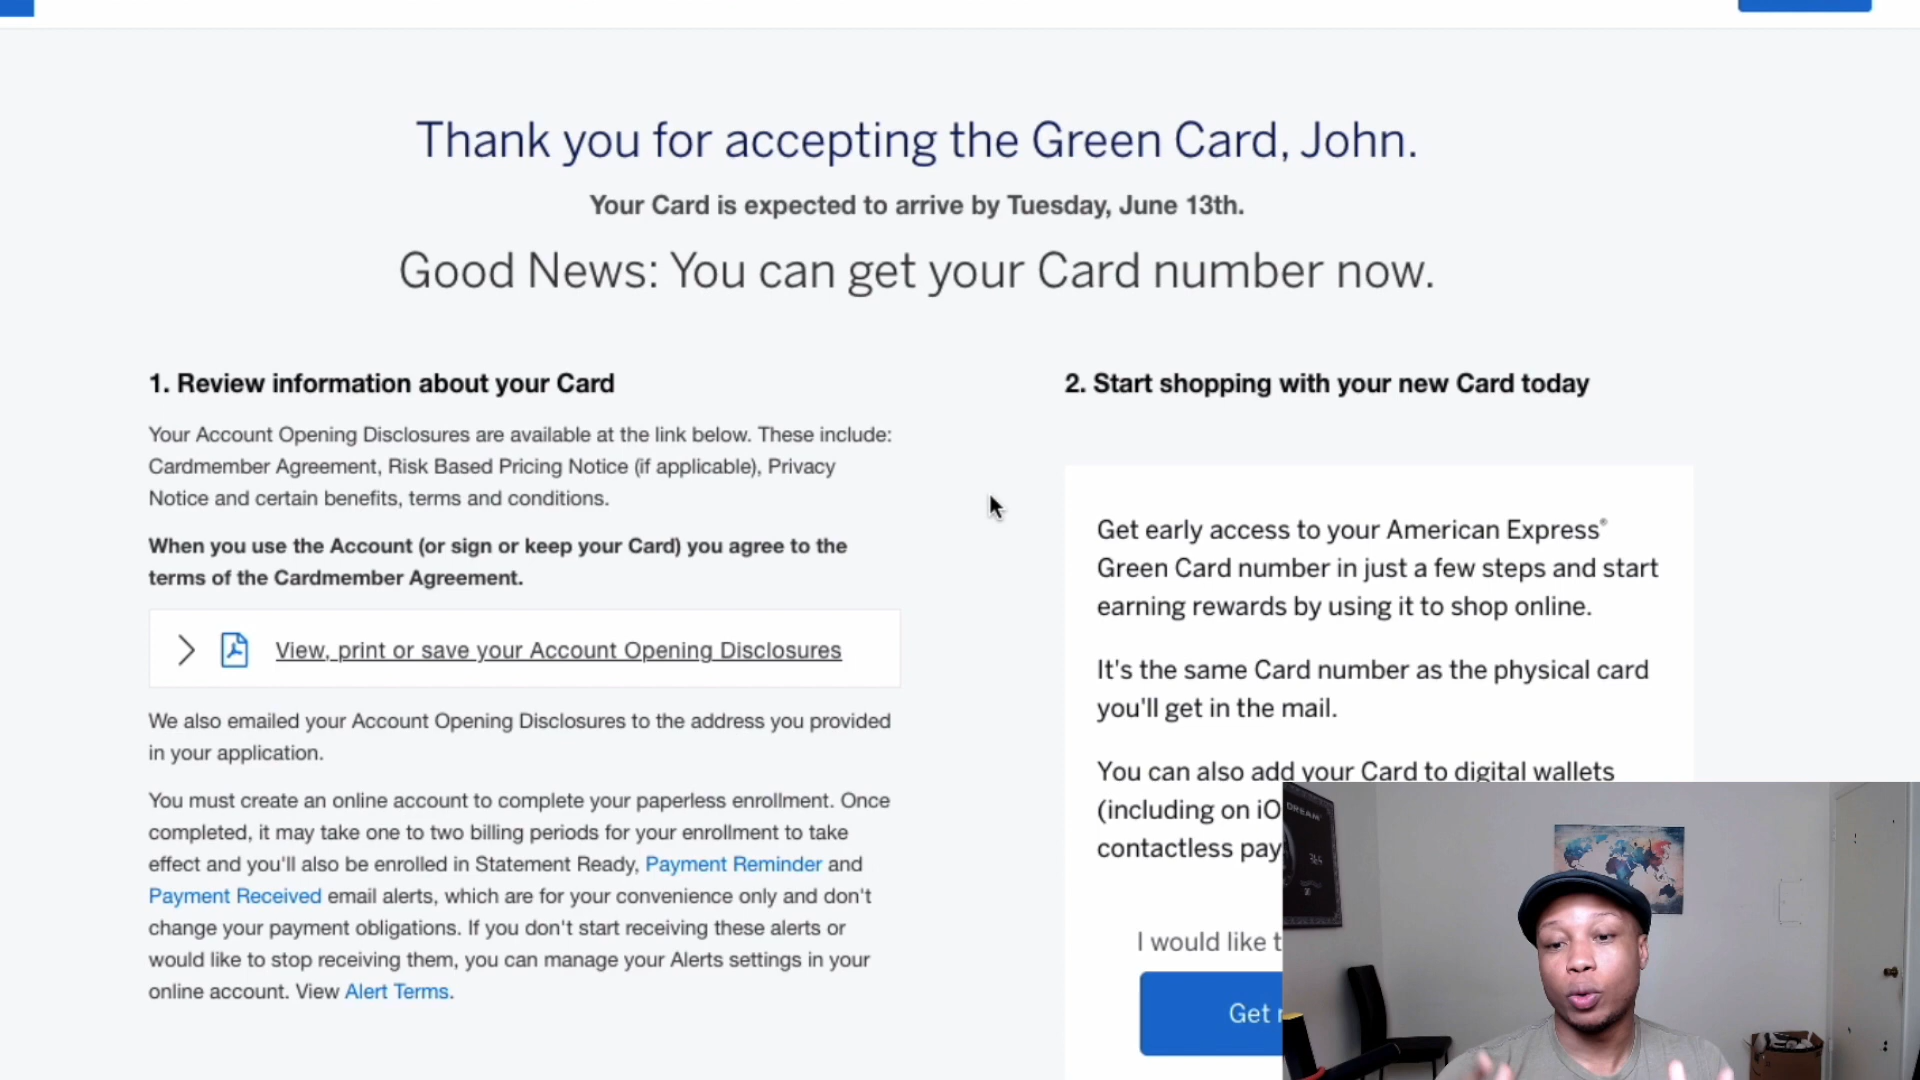 Thank you for accepting the Green Card, John.
Your Card is expected to arrive by Tuesday, June 13th.
Good News: You can get your Card number now.
1. Review information about your Card
Your Account Opening Disclosures are available at the link below. These include:
Cardmember Agreement, Risk Based Pricing Notice (if applicable), Privacy
Notice and certain benefits, terms and conditions.
When you use the Account (or sign or keep your Card) you agree to the
terms of the Cardmember Agreement.
View, print or save your Account Opening Disclosures
We also emailed your Account Opening Disclosures to the address you provided
in your application.
You must create an online account to complete your paperless enrollment. Once
completed, it may take one to two billing periods for your enrollment to take
effect and you'll also be enrolled in Statement Ready, Payment Reminder and
Payment Received email alerts, which are for your convenience only and don't
change your payment obligations. If you don't start receiving these alerts or
would like to stop receiving them, you can manage your Alerts settings in your
online account. View Alert Terms.
2. Start shopping with your new Card today
Get early access to your American Express®
Green Card number in just a few steps and start
earning rewards by using it to shop online.
It's the same Card number as the physical card
you'll get in the mail.
You can also add your Card to digital wallets
(including on iO
contactless pay
I would like t
Get
DREAM